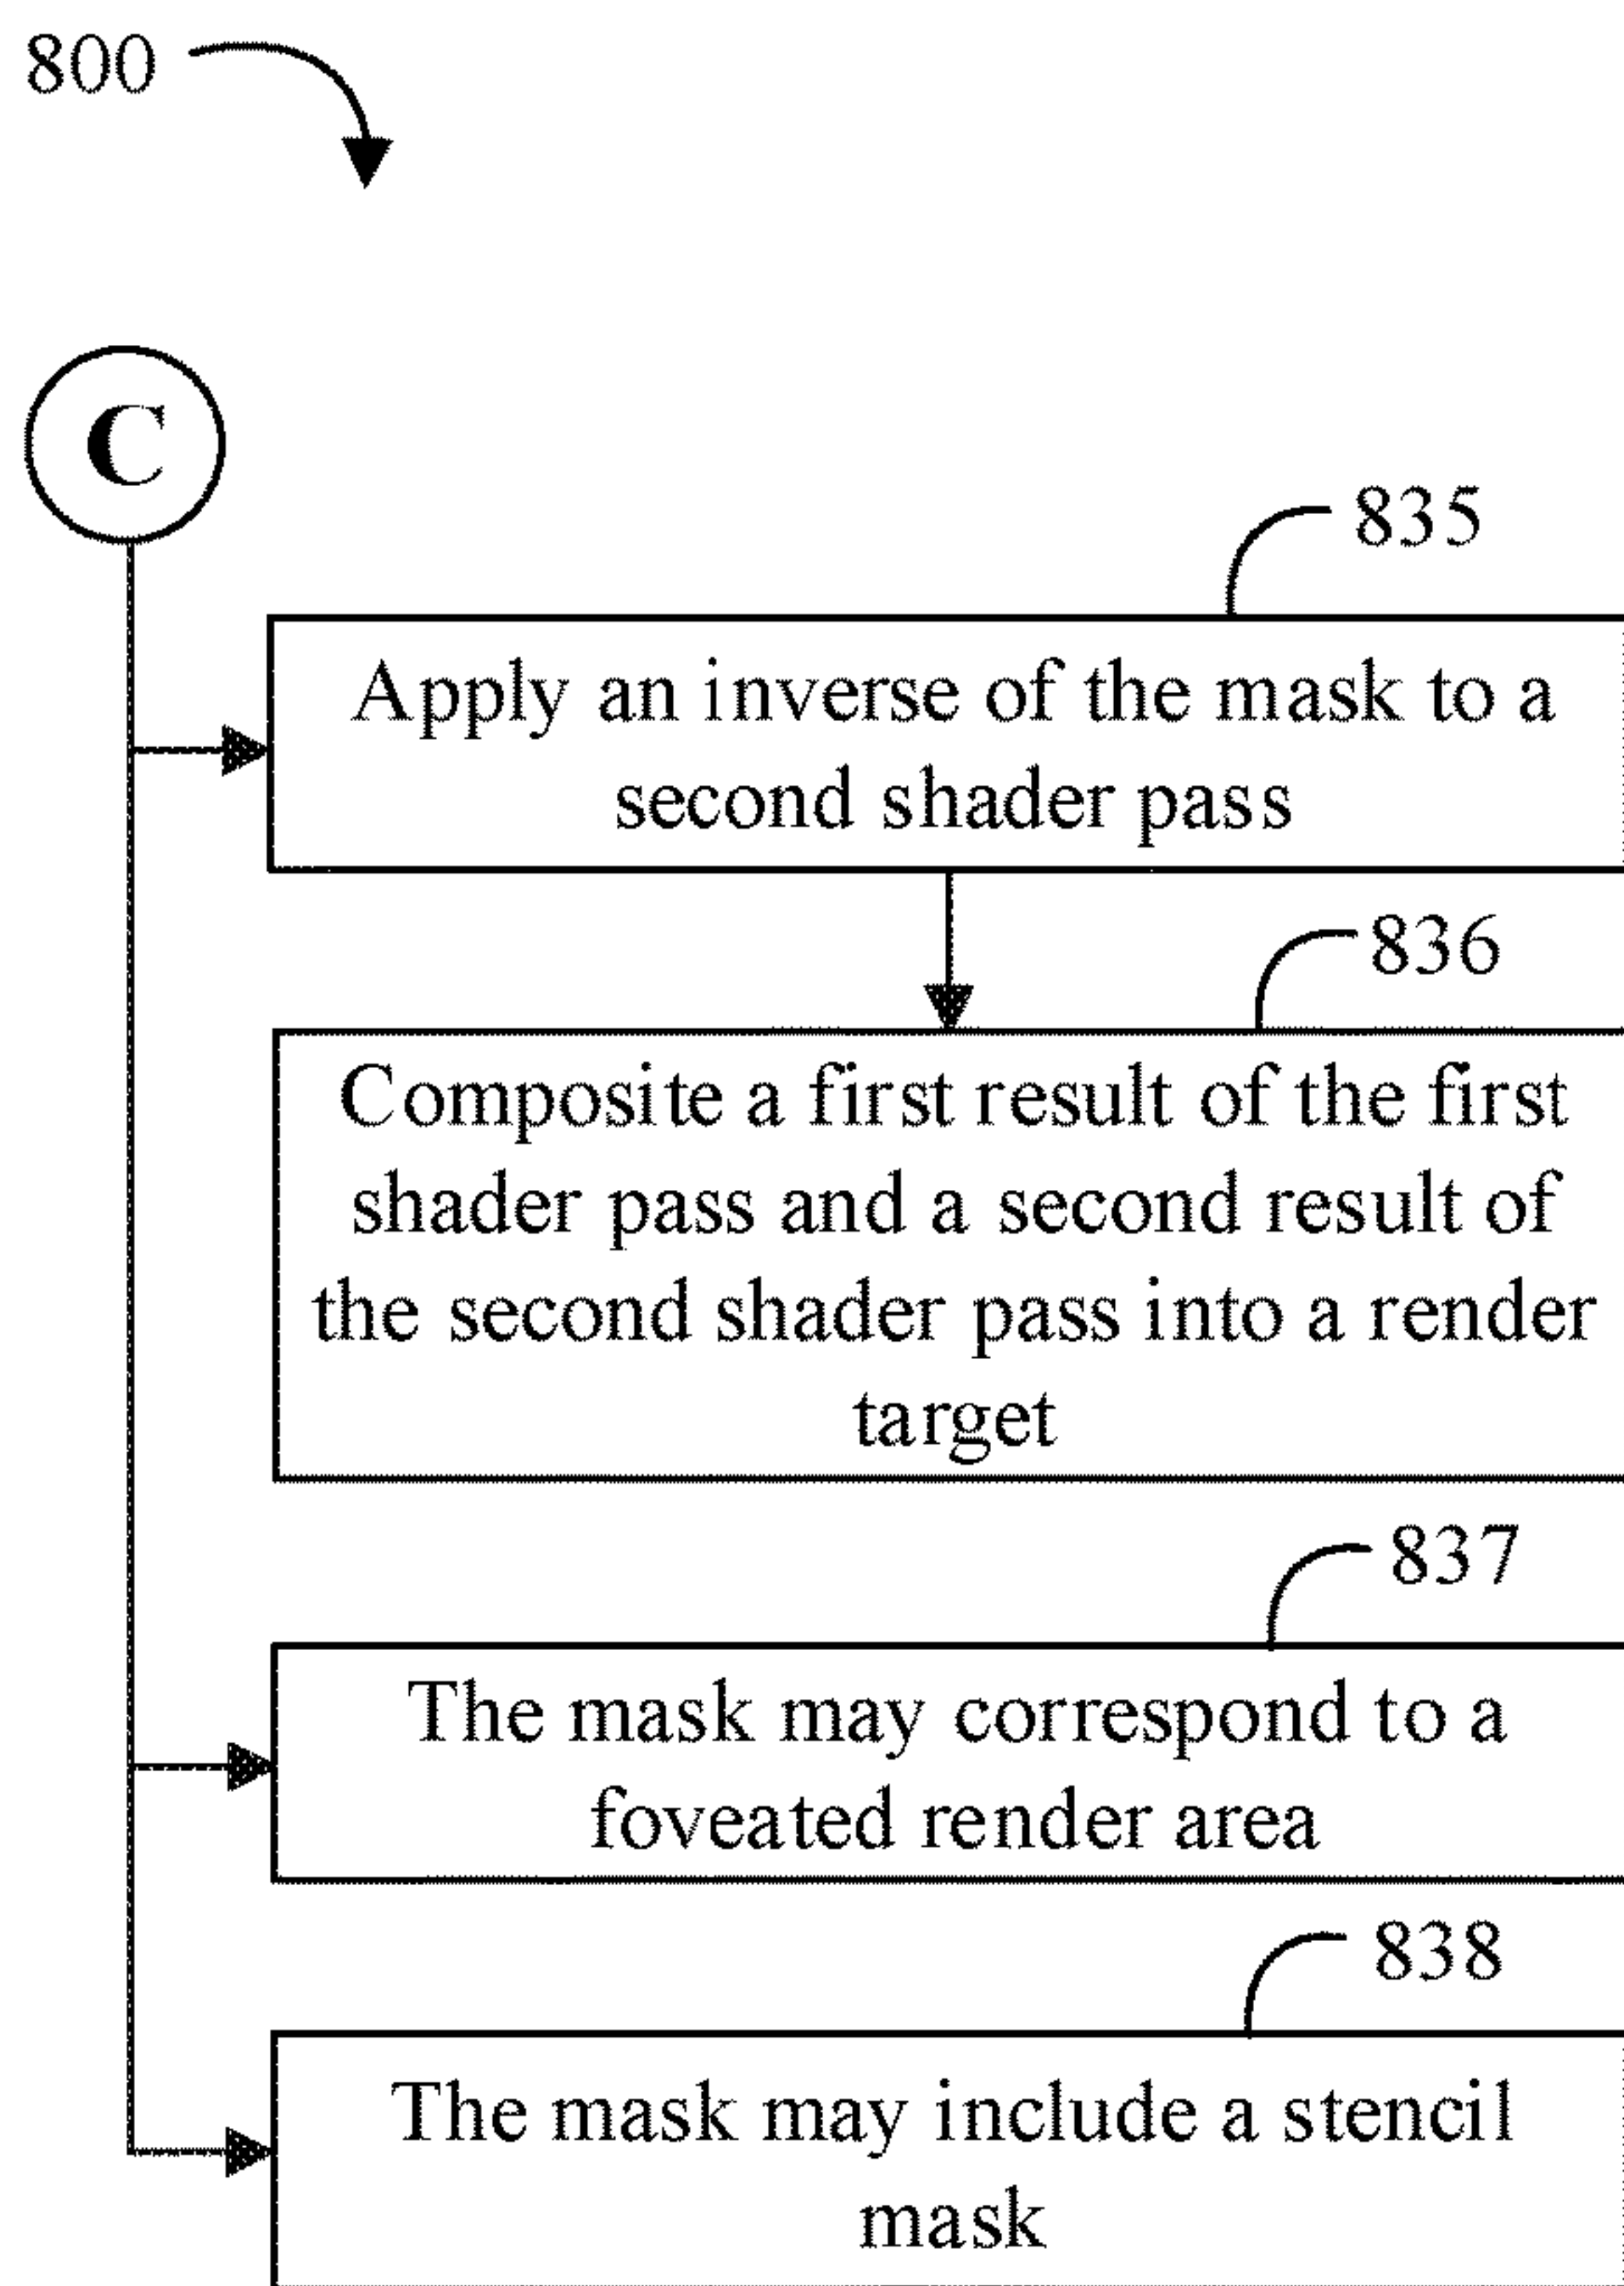 800
C
835
Apply an inverse of the mask to a
second shader pass
836
Composite a first result of the first
shader pass and a second result of
the second shader pass into a render
target
837
The mask may correspond to a
foveated render area
838
The mask may include a stencil
mask